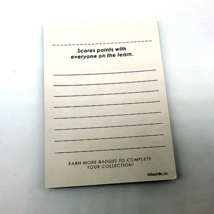 Scores points with
everyone on the team.
EARN MORE BADGES TO COMPLETE
YOUR COLLECTION!